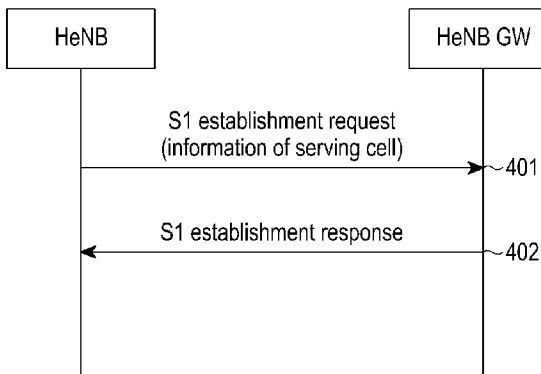 HeNB
HeNB GW
S1 establishment request
(information of serving cell)
401
S1 establishment response
402